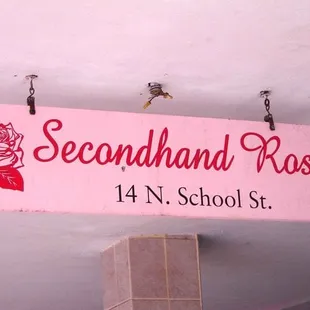 Secondhand Ros
14 N. School St.